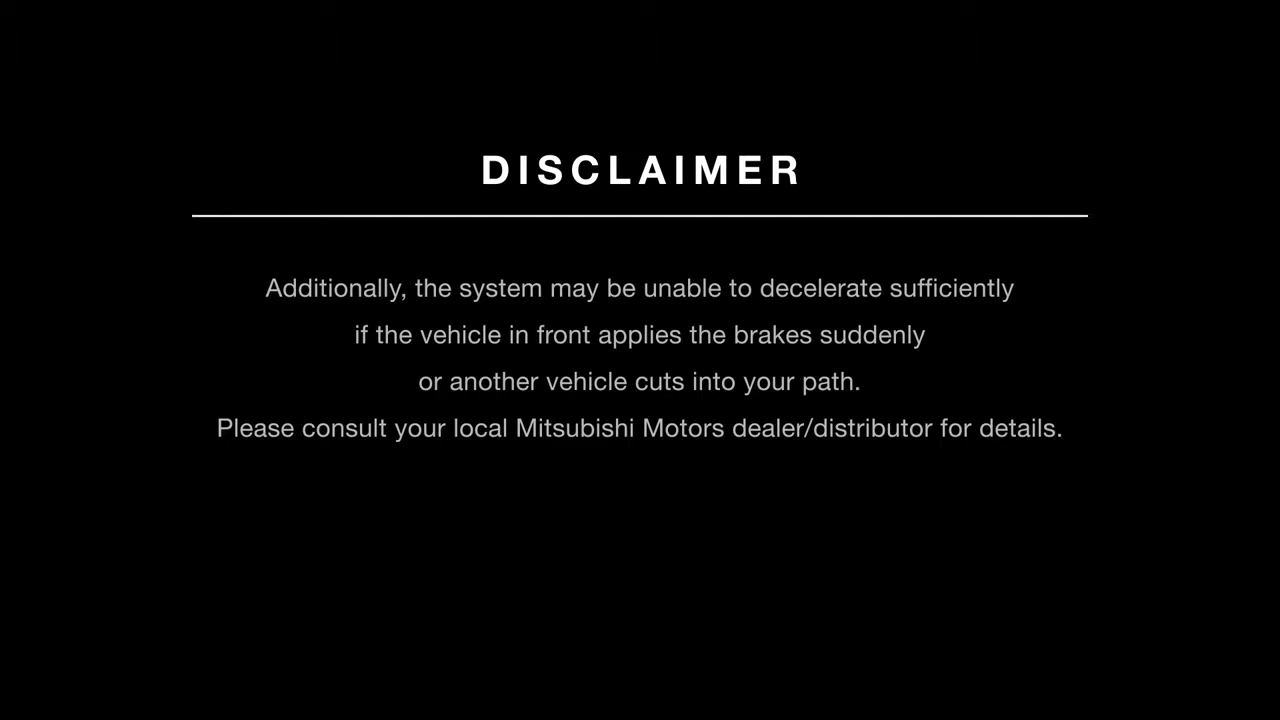 DISCLAIMER
Additionally, the system may be unable to decelerate sufficiently
if the vehicle in front applies the brakes suddenly
or another vehicle cuts into your path.
Please consult your local Mitsubishi Motors dealer/distributor for details.